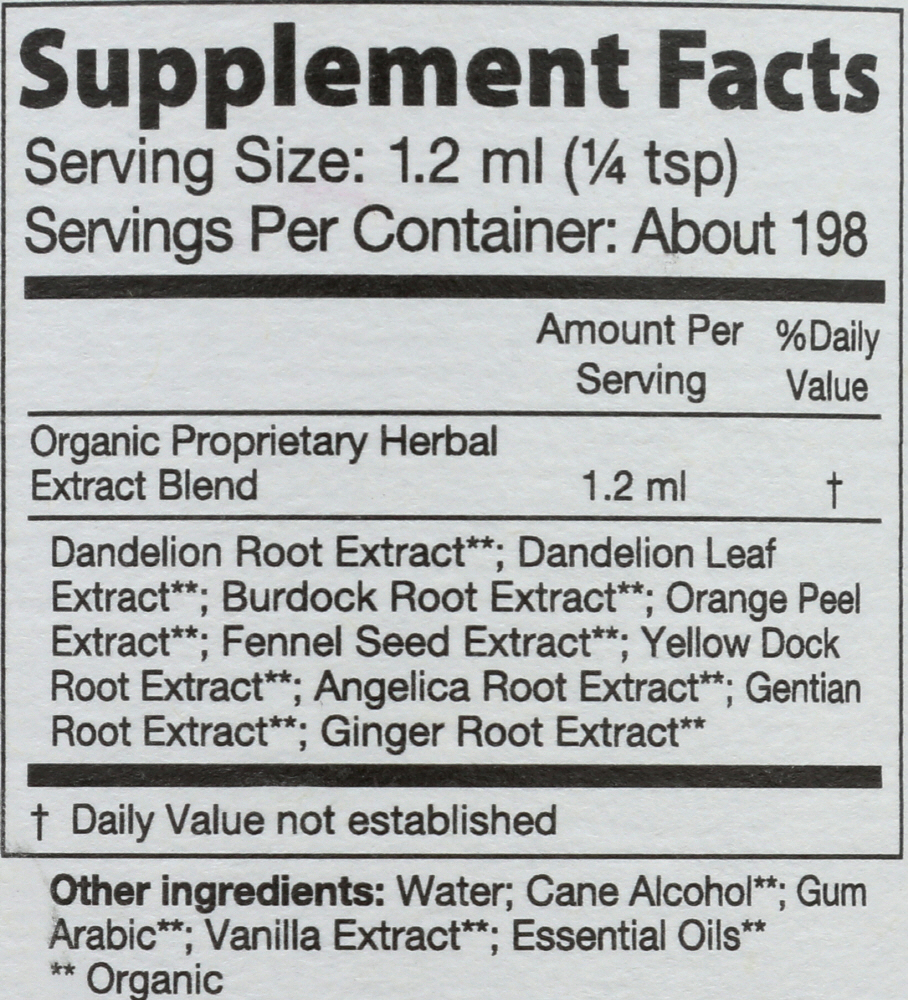 Supplement Facts
Serving Size: 1.2 ml (¼ tsp)
Servings Per Container: About 198
Amount Per %Daily
Serving Value
Organic Proprietary Herbal
Extract Blend 1.2 ml †
Dandelion Root Extract**; Dandelion Leaf
Extract**; Burdock Root Extract**; Orange Peel
Extract**; Fennel Seed Extract**; Yellow Dock
Root Extract**; Angelica Root Extract**; Gentian
Root Extract**; Ginger Root Extract**
† Daily Value not established
Other ingredients: Water; Cane Alcohol**; Gum
Arabic**; Vanilla Extract**; Essential Oils**
** Organic